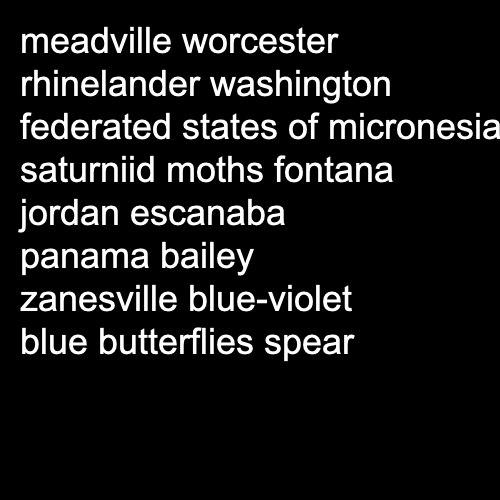 meadville worcester
rhinelander washington
federated states of micronesia
saturniid moths fontana
jordan escanaba
panama bailey
zanesville blue-violet
blue butterflies spear